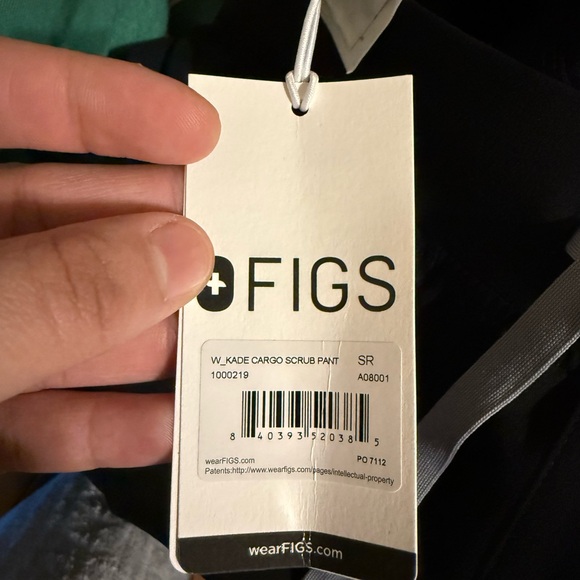 FIGS
W_KADE CARGO SCRUB PANT SR
1000219 A08001
8 40393 52038 5
wearFIGS.com PO 7112
Patents:http://www.wearfigs.com/pages/intellectual-property
wearFIGS.com